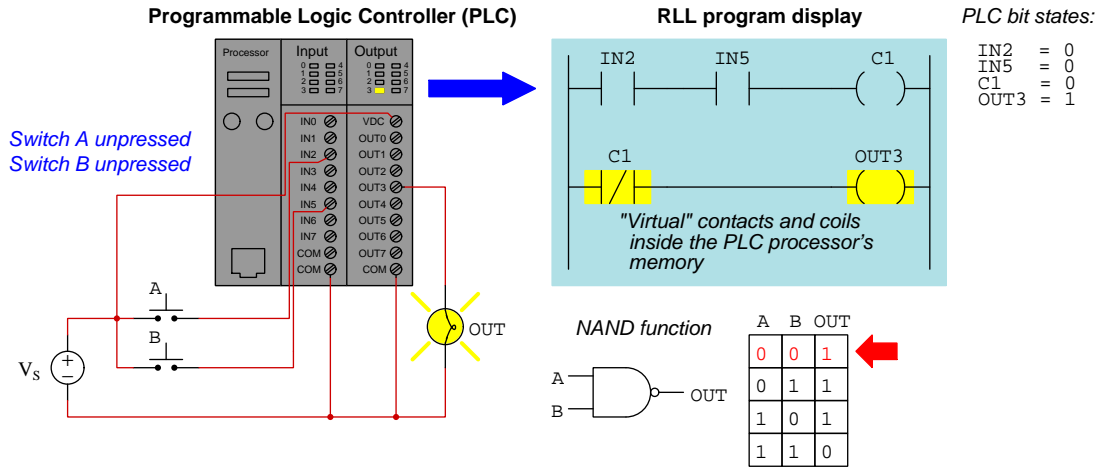 Programmable Logic Controller (PLC)
RLL program display
PLC bit states:
Processor
Input
Output
0 4
1 5
2 6
3 7
0 4
1 5
2 6
3 7
IN0
IN1
IN2
IN3
IN4
IN5
IN6
IN7
COM
COM
VDC
OUT0
OUT1
OUT2
OUT3
OUT4
OUT5
OUT6
OUT7
COM
Switch A unpressed
Switch B unpressed
IN2 IN5 C1
C1 OUT3
"Virtual" contacts and coils
inside the PLC processor's
memory
IN2 = 0
IN5 = 0
C1 = 0
OUT3 = 1
A
B
VS
+
−
OUT
NAND function
A
B
OUT
A B OUT
0 0 1
0 1 1
1 0 1
1 1 0